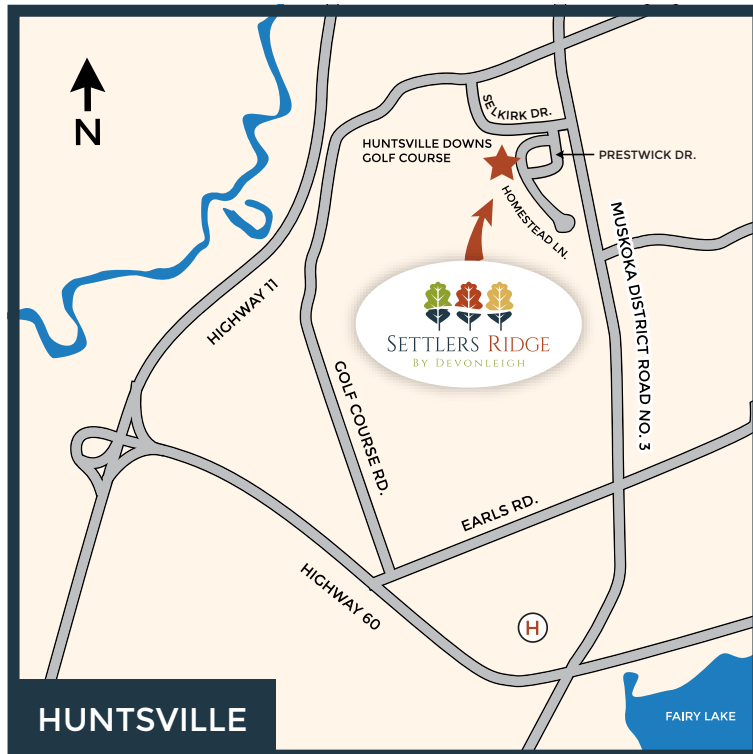 N
SELKIRK DR.
HUNTSVILLE DOWNS
GOLF COURSE
PRESTWICK DR.
HOMESTEAD LN.
MUSKOKA DISTRICT ROAD NO. 3
HIGHWAY 11
SETTLERS RIDGE
BY DEVONLEIGH
GOLF COURSE RD.
EARLS RD.
HIGHWAY 60
H
HUNTSVILLE
FAIRY LAKE